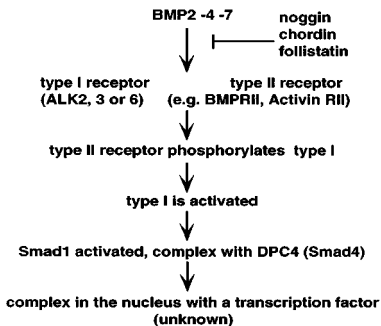 BMP2 -4 -7
noggin
chordin
follistatin
type I receptor
(ALK2, 3 or 6)
type II receptor
(e.g. BMPRII, Activin RII)
type II receptor phosphorylates type I
type I is activated
Smad1 activated, complex with DPC4 (Smad4)
complex in the nucleus with a transcription factor
(unknown)